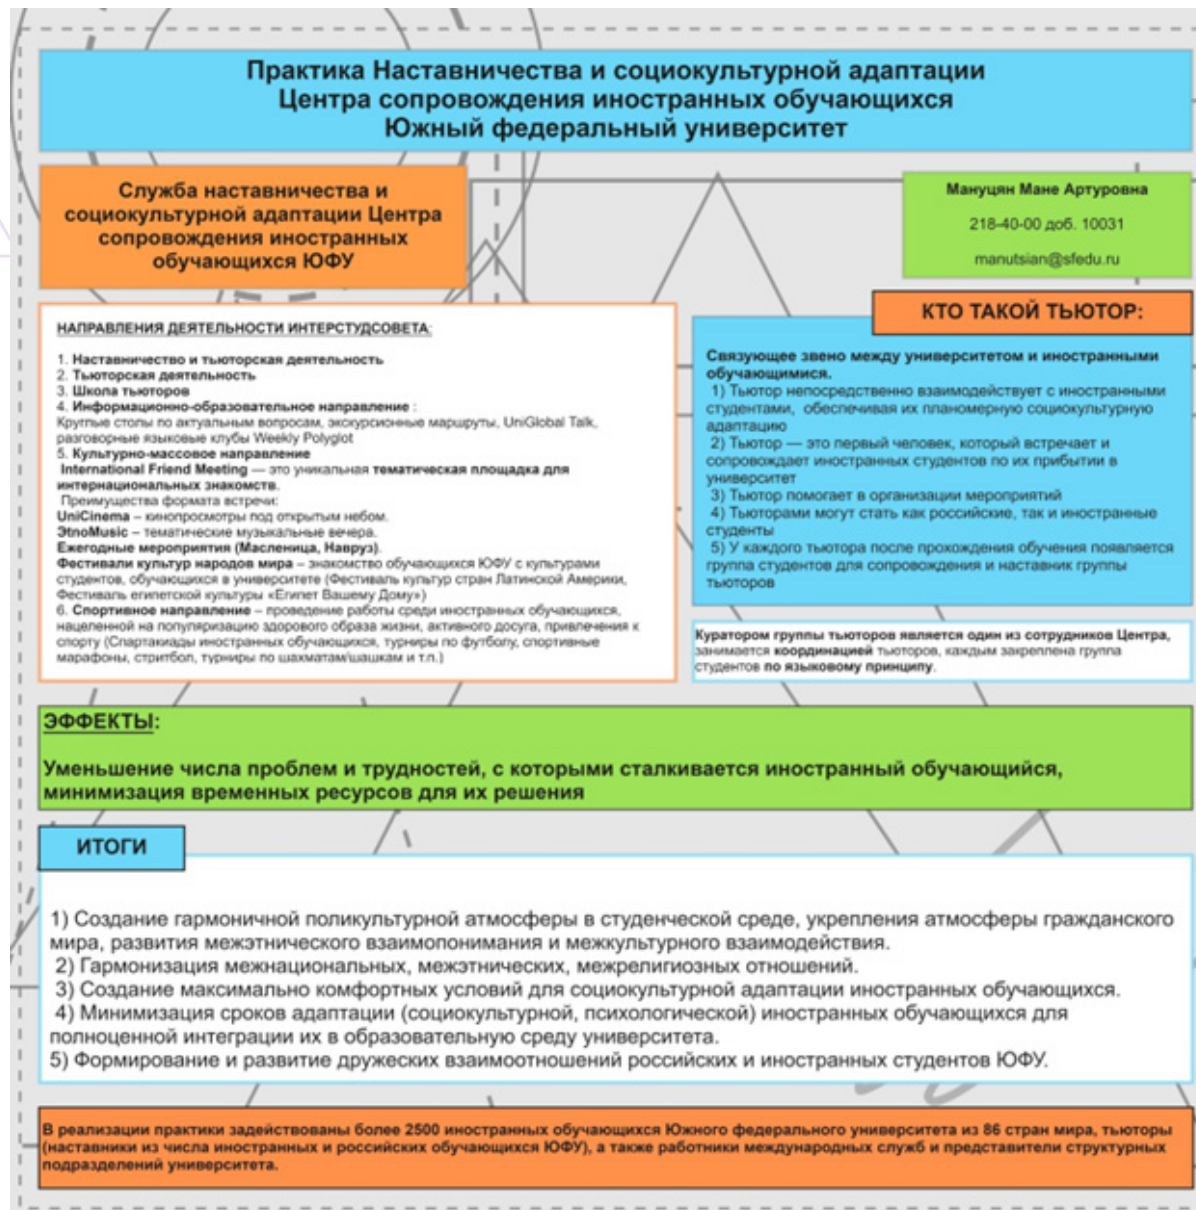 Практика Наставничества и социокультурной адаптации
Центра сопровождения иностранных обучающихся
Южный федеральный университет
Служба наставничества и
социокультурной адаптации Центра
сопровождения иностранных
обучающихся ЮФУ
Мануцян Мане Артуровна
218-40-00 доб. 10031
manutsian@sfedu.ru
НАПРАВЛЕНИЯ ДЕЯТЕЛЬНОСТИ ИНТЕРСТУДСОВЕТА:
1. Наставничество и тьюторская деятельность
2. Тьюторская деятельность
3. Школа тьюторов
4. Информационно-образовательное направление :
Круглые столы по актуальным вопросам, экскурсионные маршруты, UniGlobal Talk,
разговорные языковые клубы Weekly Polyglot
5. Культурно-массовое направление
International Friend Meeting — это уникальная тематическая площадка для
интернациональных знакомств.
Преимущества формата встречи:
UniCinema – кинопросмотры под открытым небом.
ЭтноMusic – тематические музыкальные вечера.
Ежегодные мероприятия (Масленица, Навруз).
Фестивали культур народов мира – знакомство обучающихся ЮФУ с культурами
студентов, обучающихся в университете (Фестиваль культур стран Латинской Америки,
Фестиваль египетской культуры «Египет Вашему Дому»)
6. Спортивное направление – проведение работы среди иностранных обучающихся,
нацеленной на популяризацию здорового образа жизни, активного досуга, привлечения к
спорту (Спартакиады иностранных обучающихся, турниры по футболу, спортивные
марафоны, стритбол, турниры по шахматам/шашкам и т.п.)
КТО ТАКОЙ ТЬЮТОР:
Связующее звено между университетом и иностранными
обучающимися.
1) Тьютор непосредственно взаимодействует с иностранными
студентами, обеспечивая их планомерную социокультурную
адаптацию
2) Тьютор — это первый человек, который встречает и
сопровождает иностранных студентов по их прибытии в
университет
3) Тьютор помогает в организации мероприятий
4) Тьюторами могут стать как российские, так и иностранные
студенты
5) У каждого тьютора после прохождения обучения появляется
группа студентов для сопровождения и наставник группы
тьюторов
Куратором группы тьюторов является один из сотрудников Центра,
занимается координацией тьюторов, каждым закреплена группа
студентов по языковому принципу.
ЭФФЕКТЫ:
Уменьшение числа проблем и трудностей, с которыми сталкивается иностранный обучающийся,
минимизация временных ресурсов для их решения
ИТОГИ
1) Создание гармоничной поликультурной атмосферы в студенческой среде, укрепления атмосферы гражданского
мира, развития межэтнического взаимопонимания и межкультурного взаимодействия.
2) Гармонизация межнациональных, межэтнических, межрелигиозных отношений.
3) Создание максимально комфортных условий для социокультурной адаптации иностранных обучающихся.
4) Минимизация сроков адаптации (социокультурной, психологической) иностранных обучающихся для
полноценной интеграции их в образовательную среду университета.
5) Формирование и развитие дружеских взаимоотношений российских и иностранных студентов ЮФУ.
В реализации практики задействованы более 2500 иностранных обучающихся Южного федерального университета из 86 стран мира, тьюторы
(наставники из числа иностранных и российских обучающихся ЮФУ), а также работники международных служб и представители структурных
подразделений университета.